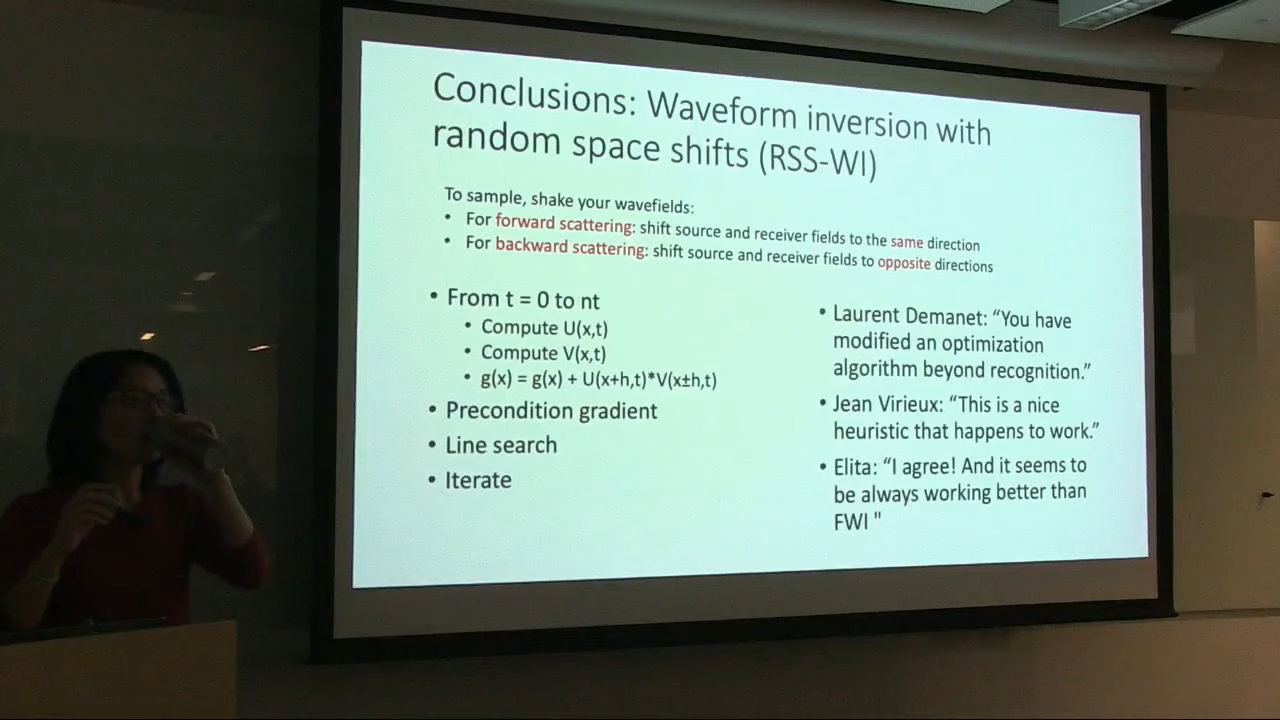 Conclusions: Waveform inversion with
random space shifts (RSS-WI)
To sample, shake your wavefields:
• For forward scattering: shift source and receiver fields to the same direction
• For backward scattering: shift source and receiver fields to opposite directions
• From t = 0 to nt
• Compute U(x,t)
• Compute V(x,t)
• g(x) = g(x) + U(x+h,t)*V(x±h,t)
• Precondition gradient
• Line search
• Iterate
• Laurent Demanet: “You have
modified an optimization
algorithm beyond recognition.”
• Jean Virieux: “This is a nice
heuristic that happens to work.”
• Elita: “I agree! And it seems to
be always working better than
FWI "